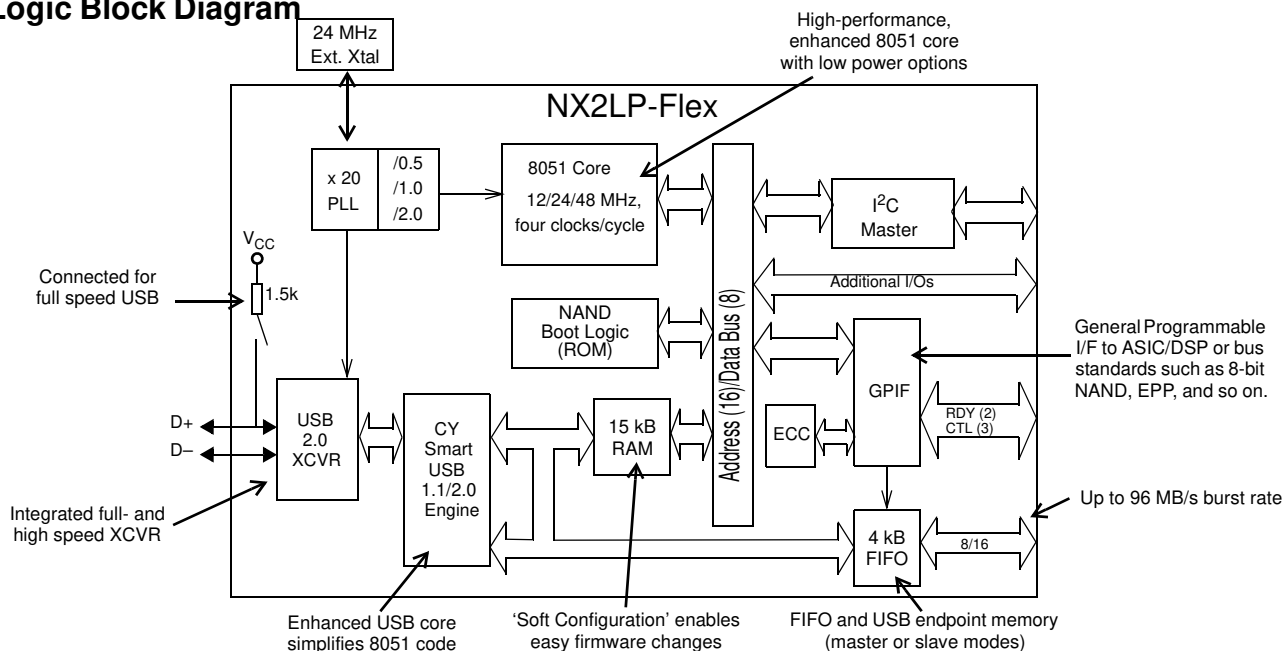 Logic Block Diagram
24 MHz
Ext. Xtal
High-performance,
enhanced 8051 core
with low power options
NX2LP-Flex
x 20
PLL
/0.5
/1.0
/2.0
8051 Core
12/24/48 MHz,
four clocks/cycle
I2C
Master
VCC
1.5k
Connected for
full speed USB
Additional I/Os
NAND
Boot Logic
(ROM)
Address (16)/Data Bus (8)
General Programmable
I/F to ASIC/DSP or bus
standards such as 8-bit
NAND, EPP, and so on.
GPIF
RDY (2)
CTL (3)
ECC
D+
D–
USB
2.0
XCVR
CY
Smart
USB
1.1/2.0
Engine
15 kB
RAM
Integrated full- and
high speed XCVR
Up to 96 MB/s burst rate
4 kB
FIFO
8/16
Enhanced USB core
simplifies 8051 code
‘Soft Configuration’ enables
easy firmware changes
FIFO and USB endpoint memory
(master or slave modes)